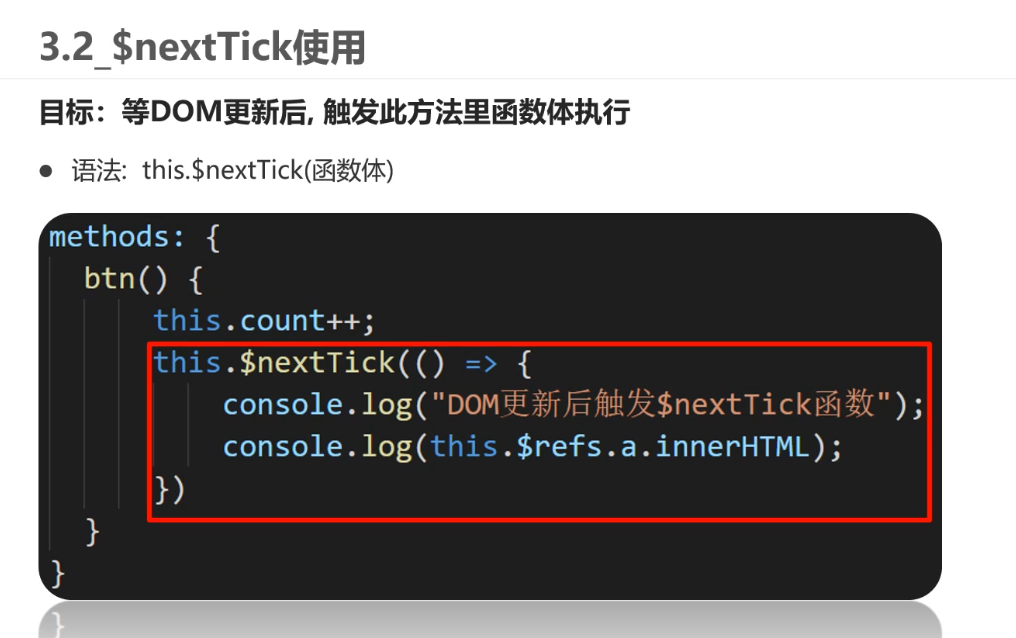 3.2_$nextTick使用
目标：等DOM更新后, 触发此方法里函数体执行
● 语法: this.$nextTick(函数体)
methods: {
btn() {
this.count++;
this.$nextTick(() => {
console.log("DOM更新后触发$nextTick函数");
console.log(this.$refs.a.innerHTML);
})
}
}